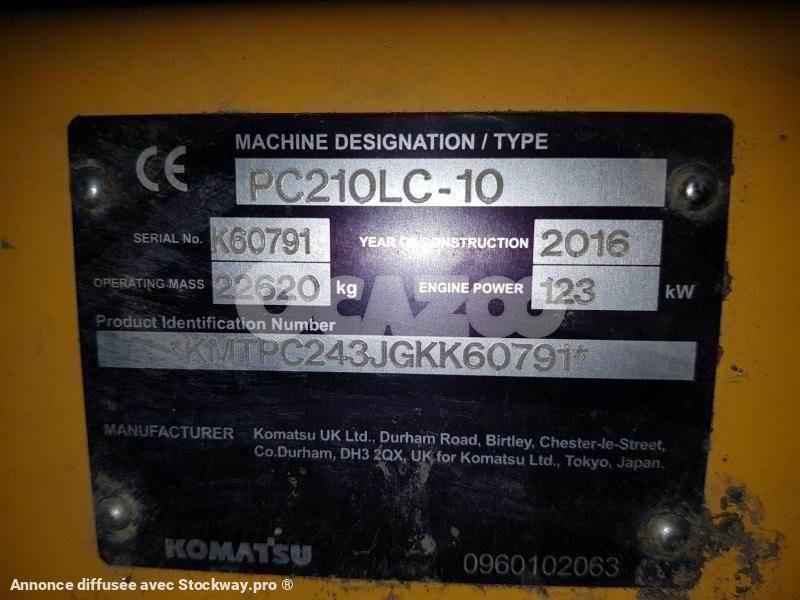 CE
MACHINE DESIGNATION / TYPE
PC210LC-10
SERIAL No. K60791 YEAR OF CONSTRUCTION 2016
OPERATING MASS 22620 kg ENGINE POWER 123 kW
OCAZOO
Product Identification Number
*KMTPC243JGKK60791*
MANUFACTURER Komatsu UK Ltd., Durham Road, Birtley, Chester-le-Street,
Co.Durham, DH3 2QX, UK for Komatsu Ltd., Tokyo, Japan.
KOMATSU 0960102063
Annonce diffusée avec Stockway.pro ®